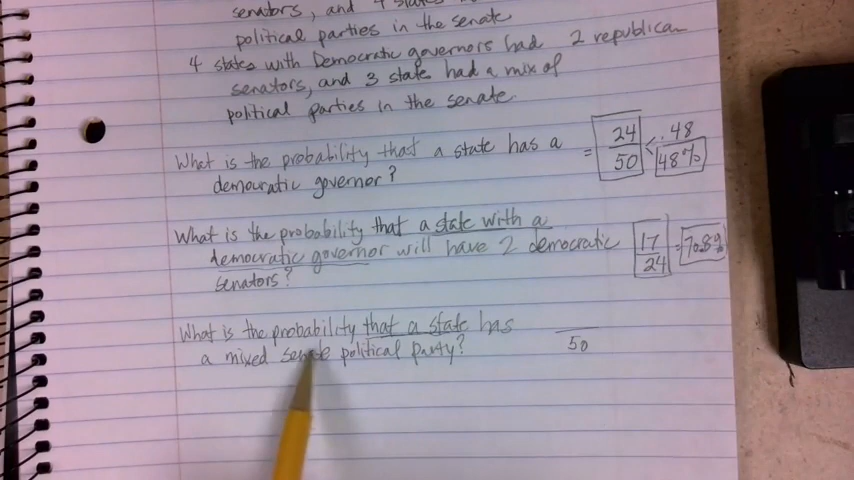 senators, and 4 states
political parties in the senate
4 states with Democratic governors had 2 republican
senators, and 3 state had a mix of
political parties in the senate.
What is the probability that a state has a
democratic governor?
= 24/50 < .48
48%
What is the probability that a state with a
democratic governor will have 2 democratic
senators?
17/24 = 70.8%
What is the probability that a state has
a mixed senate political party?
50